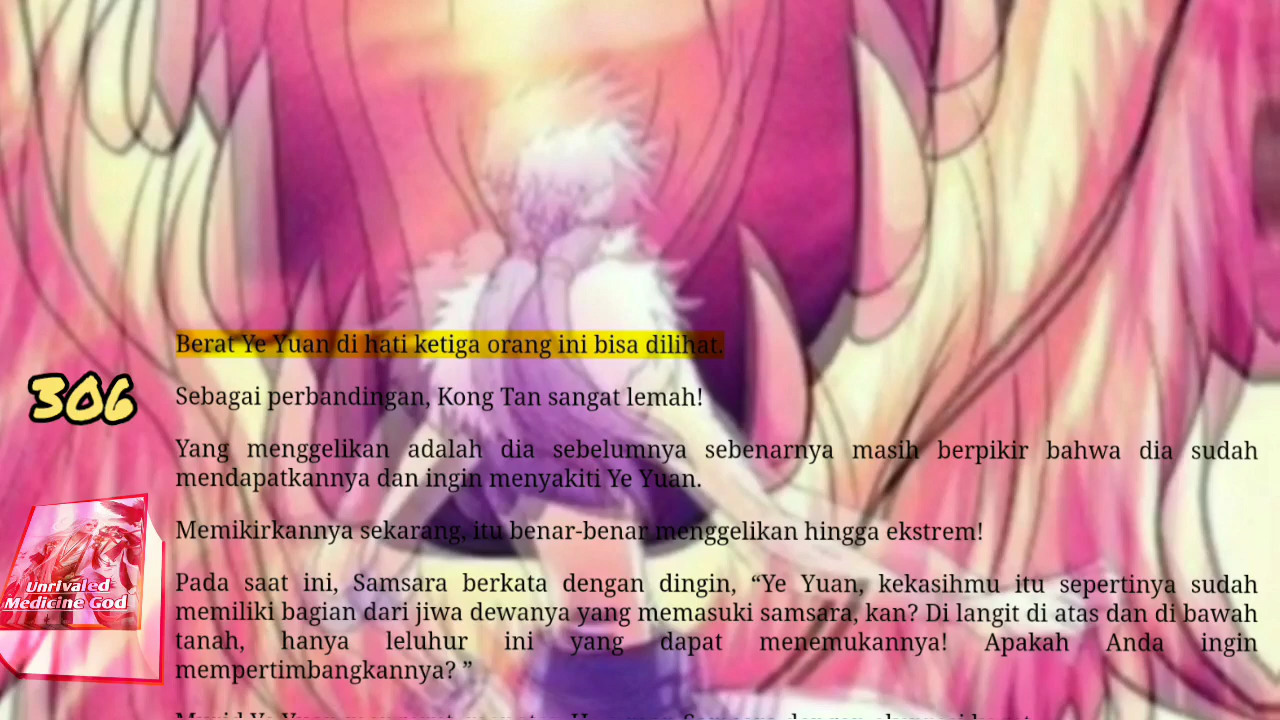 Berat Ye Yuan di hati ketiga orang ini bisa dilihat.
306
Sebagai perbandingan, Kong Tan sangat lemah!
Yang menggelikan adalah dia sebelumnya sebenarnya masih berpikir bahwa dia sudah
mendapatkannya dan ingin menyakiti Ye Yuan.
Memikirkannya sekarang, itu benar-benar menggelikan hingga ekstrem!
Unrivaled
Medicine God
Pada saat ini, Samsara berkata dengan dingin, “Ye Yuan, kekasihmu itu sepertinya sudah
memiliki bagian dari jiwa dewanya yang memasuki samsara, kan? Di langit di atas dan di bawah
tanah, hanya leluhur ini yang dapat menemukannya! Apakah Anda ingin
mempertimbangkannya? ”